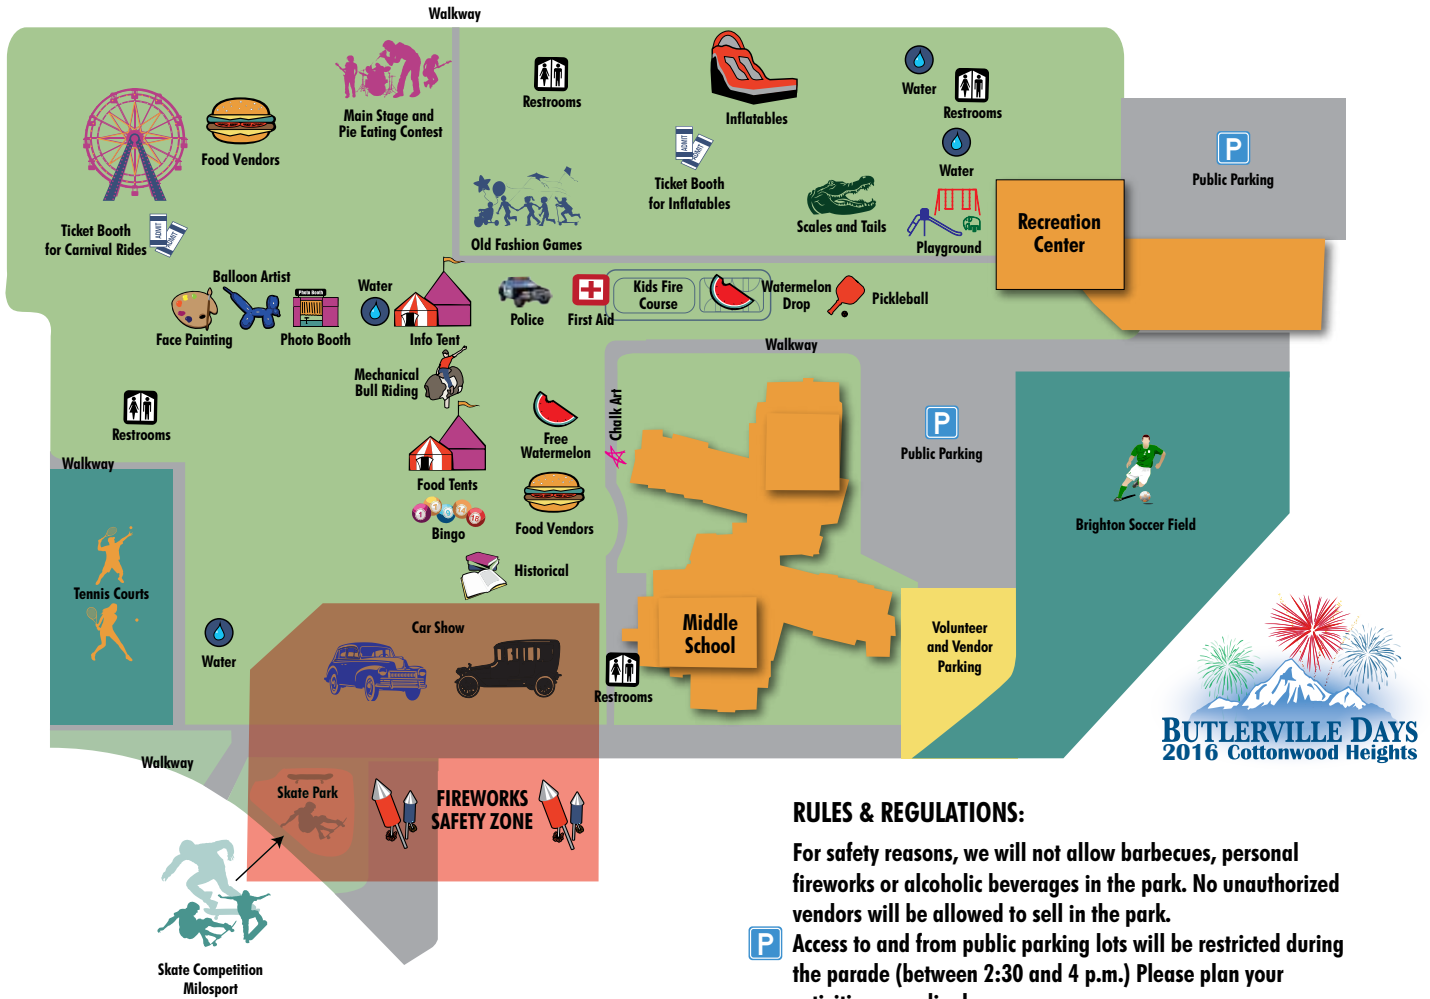 Walkway
Restrooms
Main Stage and
Pie Eating Contest
Food Vendors
Inflatables
Water
Restrooms
Water
P
Public Parking
ADMIT
ADMIT
Ticket Booth
for Inflatables
Ticket Booth
for Carnival Rides
ADMIT
ADMIT
Old Fashion Games
Scales and Tails
Playground
Recreation
Center
Balloon Artist
Face Painting
Photo Booth
Photo Booth
Water
Info Tent
Police
First Aid
Kids Fire
Course
Watermelon
Drop
Pickleball
Walkway
Mechanical
Bull Riding
Chalk Art
Restrooms
Free
Watermelon
P
Public Parking
Walkway
Food Tents
Bingo
Food Vendors
Brighton Soccer Field
Historical
Tennis Courts
Water
Car Show
Middle
School
Restrooms
Volunteer
and Vendor
Parking
BUTLERVILLE DAYS
2016 Cottonwood Heights
Walkway
Skate Park
FIREWORKS
SAFETY ZONE
Skate Competition
Milosport
RULES & REGULATIONS:
For safety reasons, we will not allow barbecues, personal
fireworks or alcoholic beverages in the park. No unauthorized
vendors will be allowed to sell in the park.
P Access to and from public parking lots will be restricted during
the parade (between 2:30 and 4 p.m.) Please plan your